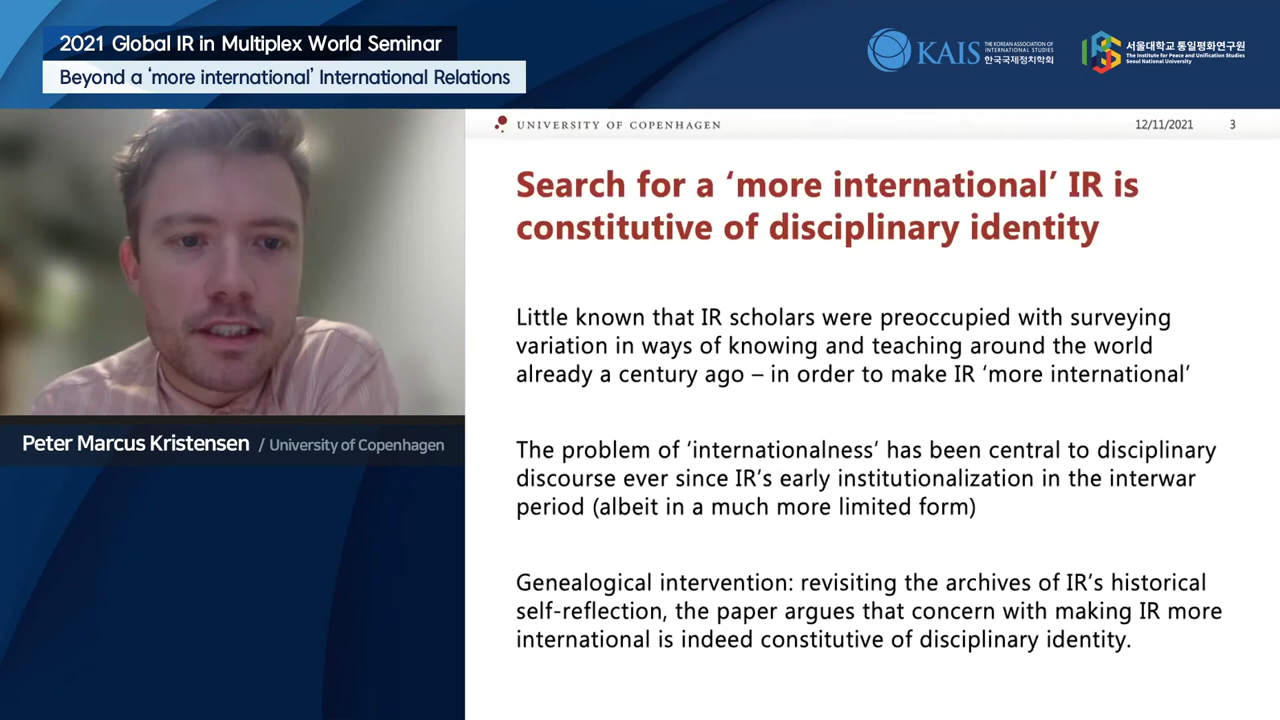 2021 Global IR in Multiplex World Seminar
Beyond a ‘more international’ International Relations
KAIS
THE KOREAN ASSOCIATION OF
INTERNATIONAL STUDIES
한국국제정치학회
서울대학교 통일평화연구원
The Institute for Peace and Unification Studies
Seoul National University
UNIVERSITY OF COPENHAGEN
12/11/2021
3
Search for a ‘more international’ IR is
constitutive of disciplinary identity
Little known that IR scholars were preoccupied with surveying
variation in ways of knowing and teaching around the world
already a century ago – in order to make IR ‘more international’
The problem of ‘internationalness’ has been central to disciplinary
discourse ever since IR’s early institutionalization in the interwar
period (albeit in a much more limited form)
Genealogical intervention: revisiting the archives of IR’s historical
self-reflection, the paper argues that concern with making IR more
international is indeed constitutive of disciplinary identity.
Peter Marcus Kristensen / University of Copenhagen